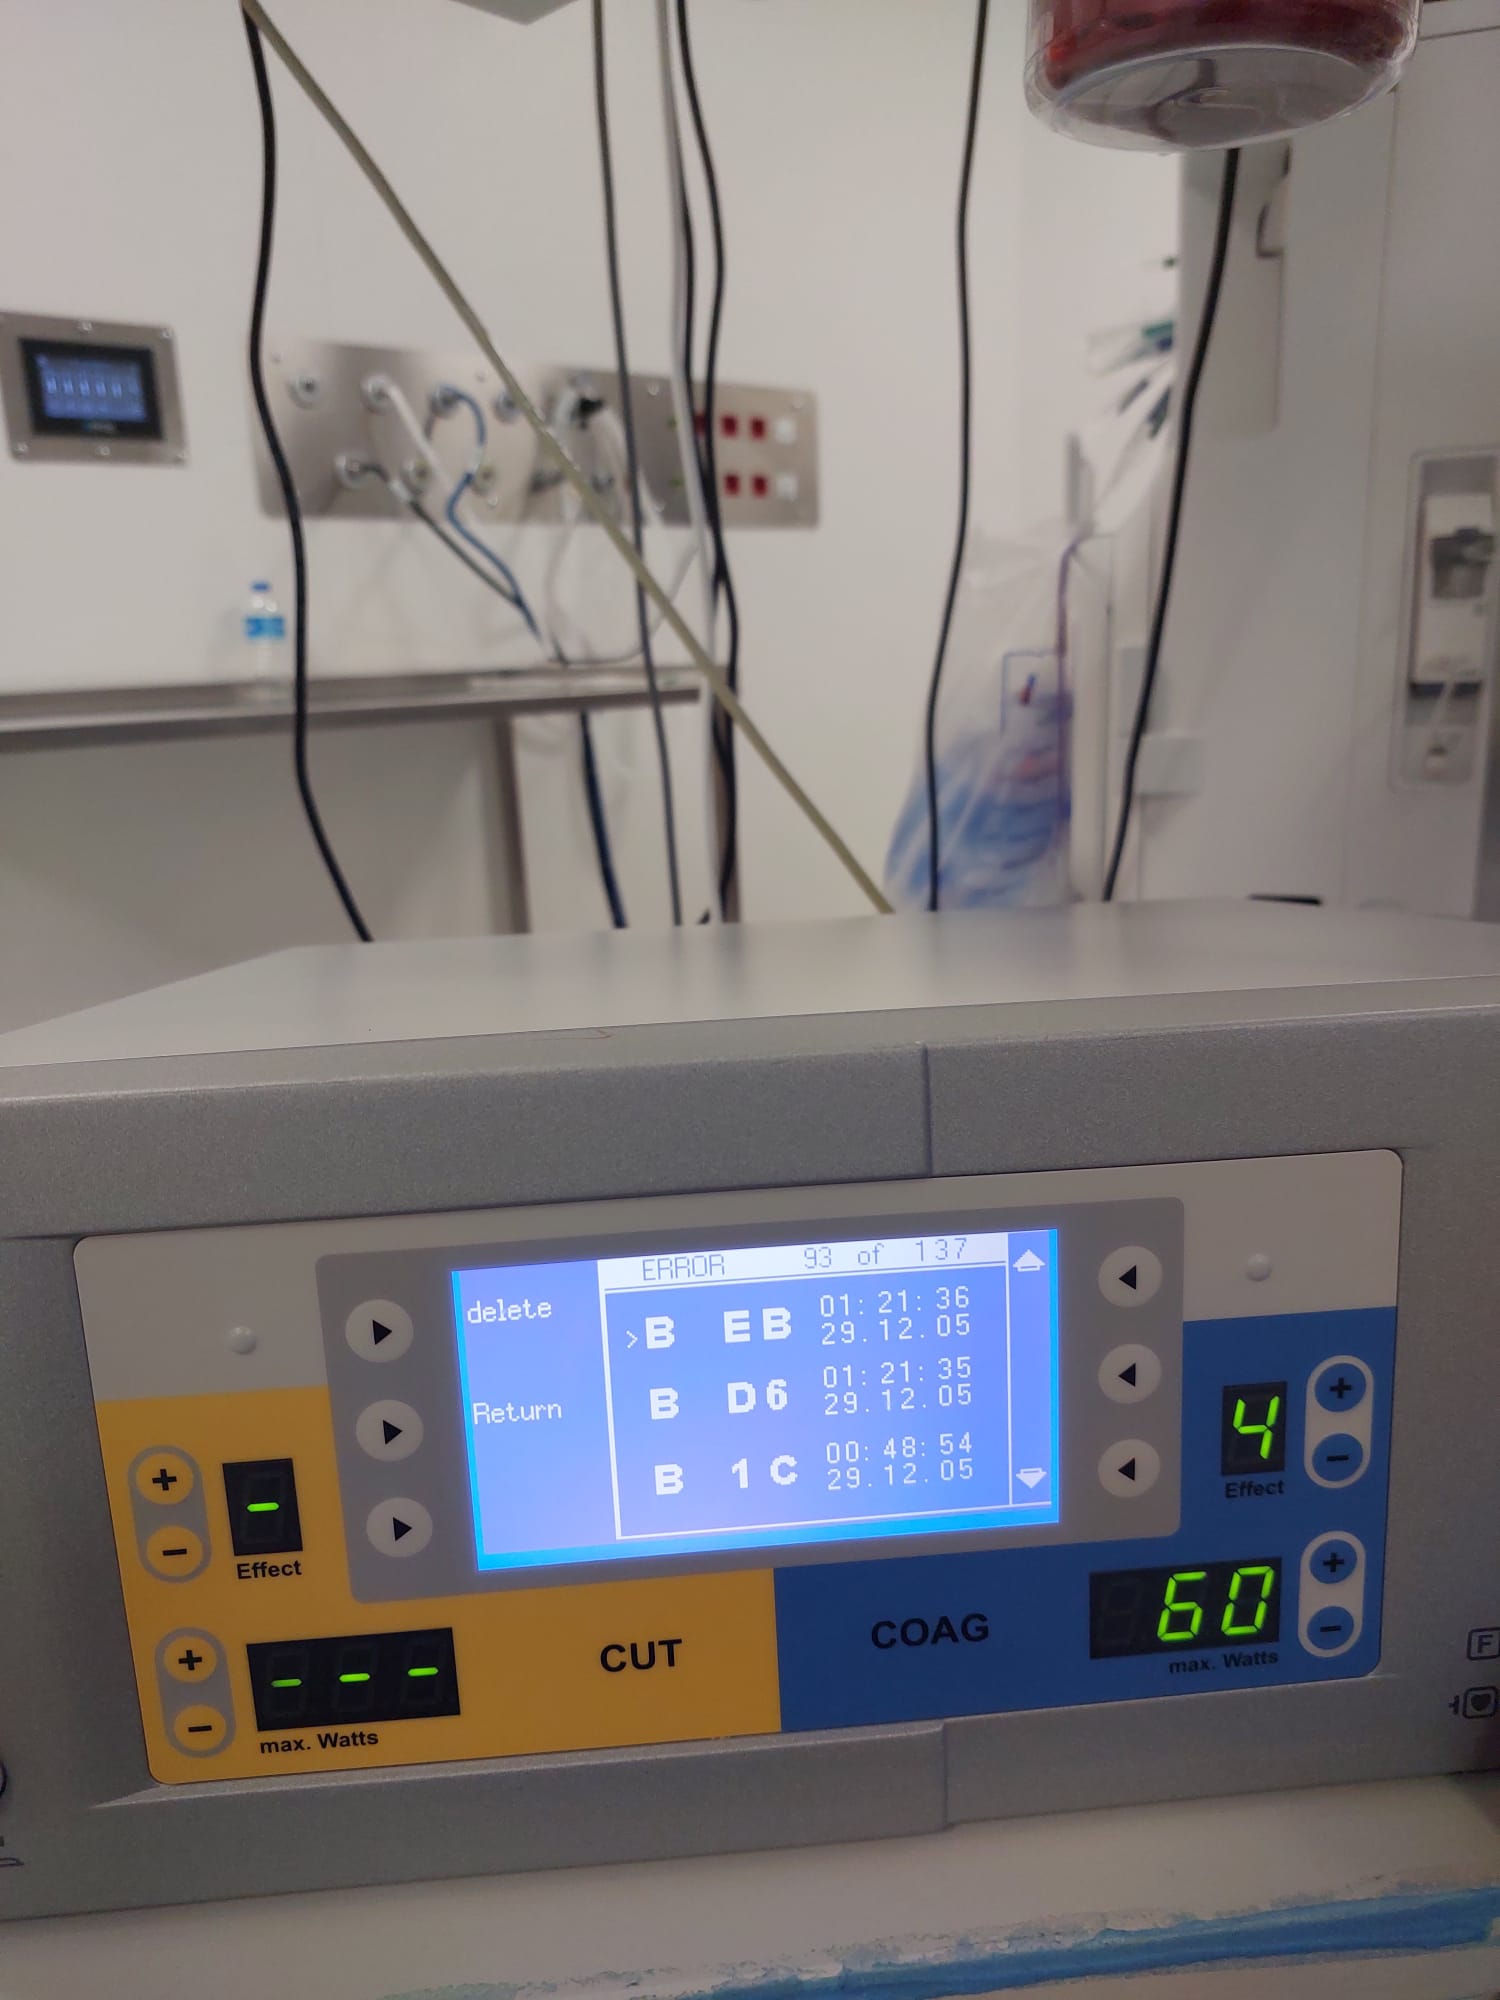 ERROR 93 of 137
delete
>B EB 01:21:36
29.12.05
B D6 01:21:35
29.12.05
Return
B 1C 00:48:54
29.12.05
+
-
Effect
+
-
---
max. Watts
CUT
COAG
4
+
-
Effect
60
+
-
max. Watts
F